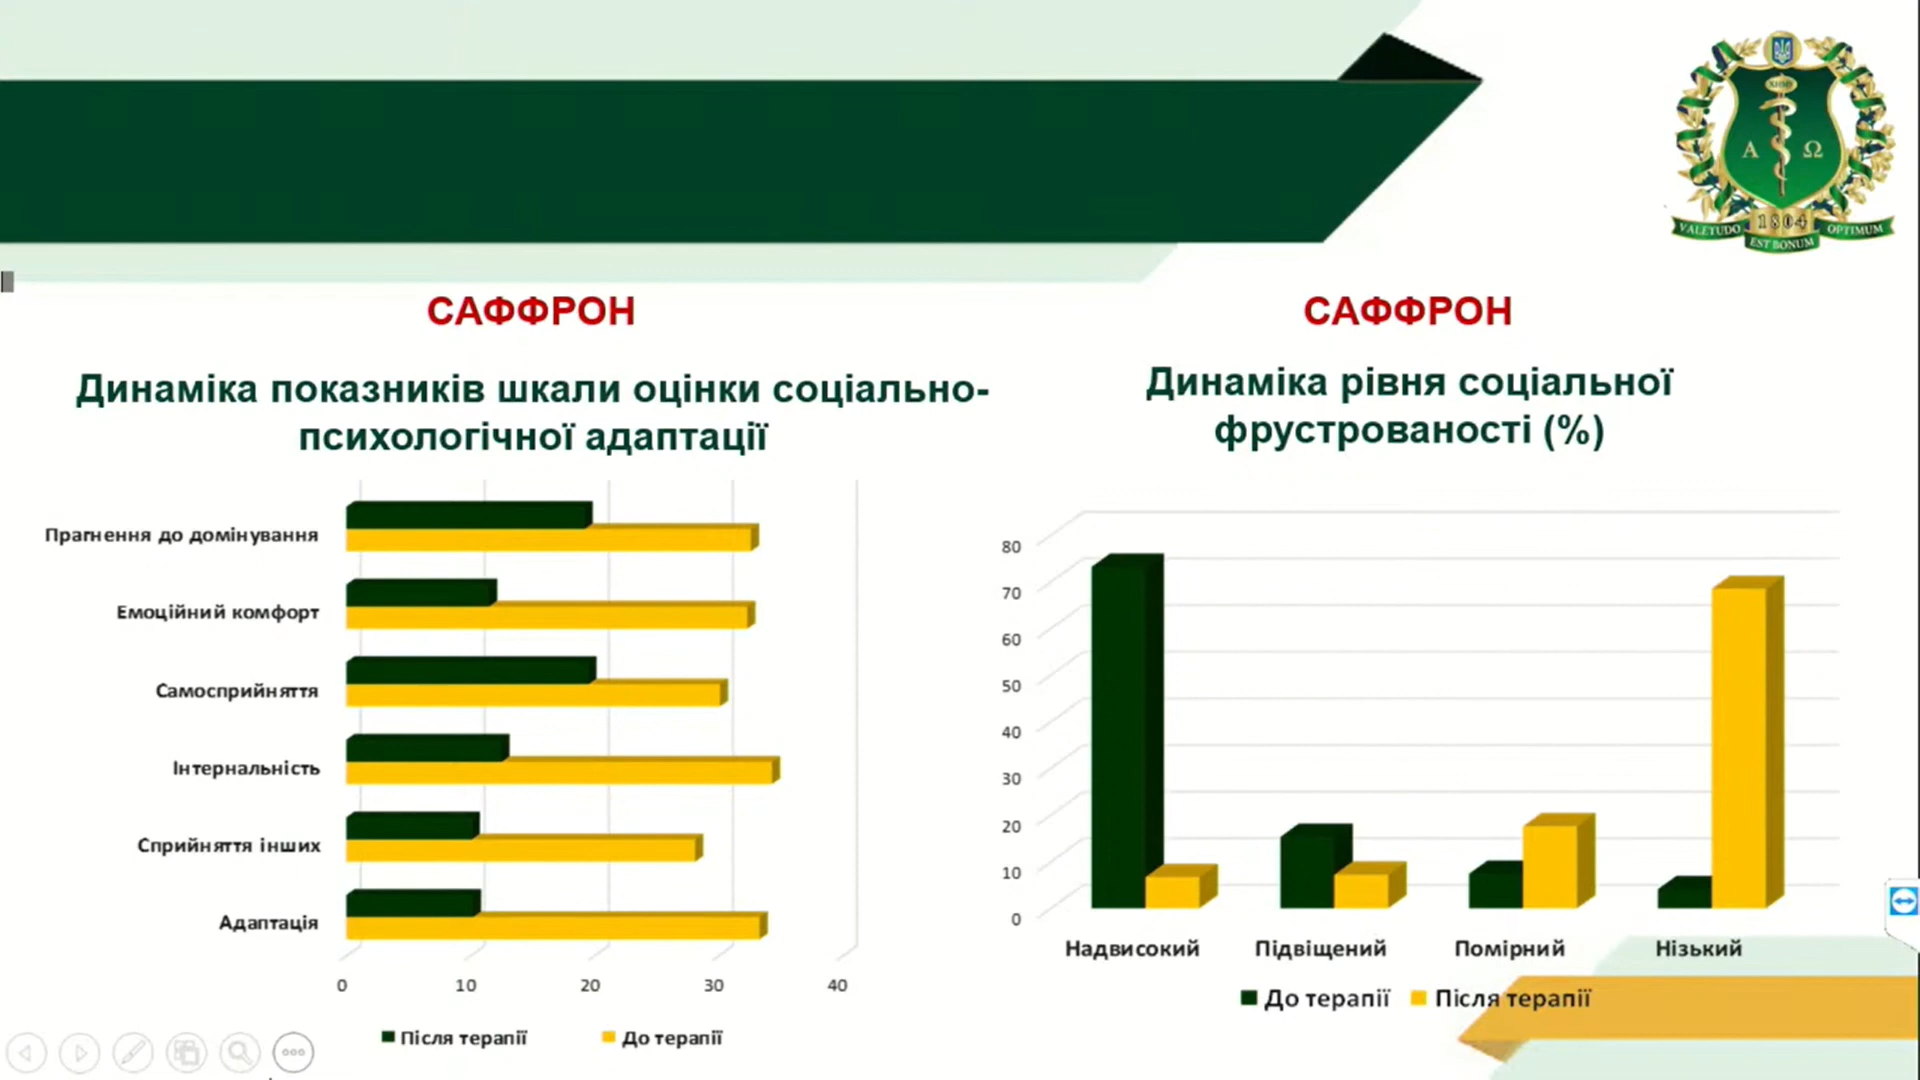 VALETUDO
1804
EST BONUM
OPTIMUM
Α
Ω
САФФРОН
Динаміка показників шкали оцінки соціально-
психологічної адаптації
Прагнення до домінування
Емоційний комфорт
Самосприйняття
Інтернальність
Сприйняття інших
Адаптація
0 10 20 30 40
Після терапії До терапії
САФФРОН
Динаміка рівня соціальної
фрустрованості (%)
80
70
60
50
40
30
20
10
0
Надвисокий Підвіщений Помірний Нізький
До терапії Після терапії